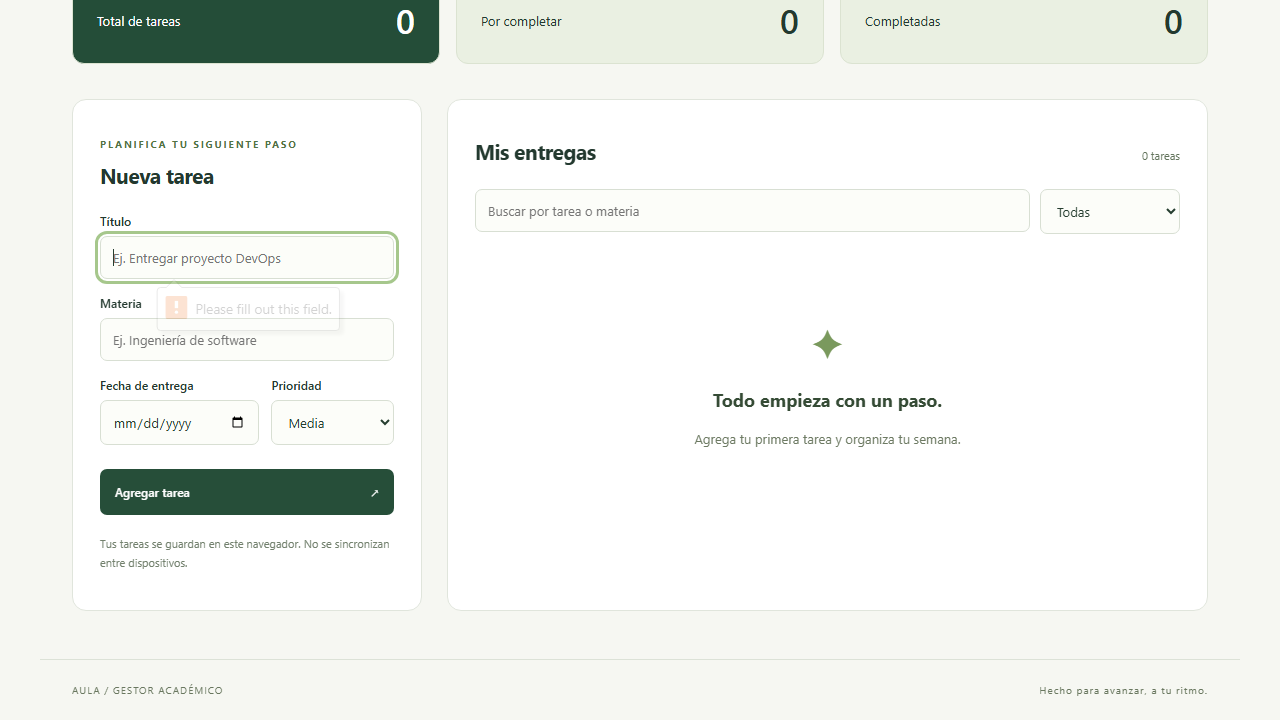 Total de tareas
0
Por completar
0
Completadas
0
PLANIFICA TU SIGUIENTE PASO
Nueva tarea
Título
Ej. Entregar proyecto DevOps
Please fill out this field.
Materia
Ej. Ingeniería de software
Fecha de entrega
Prioridad
mm/dd/yyyy
Media
Agregar tarea ↗
Tus tareas se guardan en este navegador. No se sincronizan
entre dispositivos.
Mis entregas
0 tareas
Buscar por tarea o materia
Todas
Todo empieza con un paso.
Agrega tu primera tarea y organiza tu semana.
AULA / GESTOR ACADÉMICO
Hecho para avanzar, a tu ritmo.